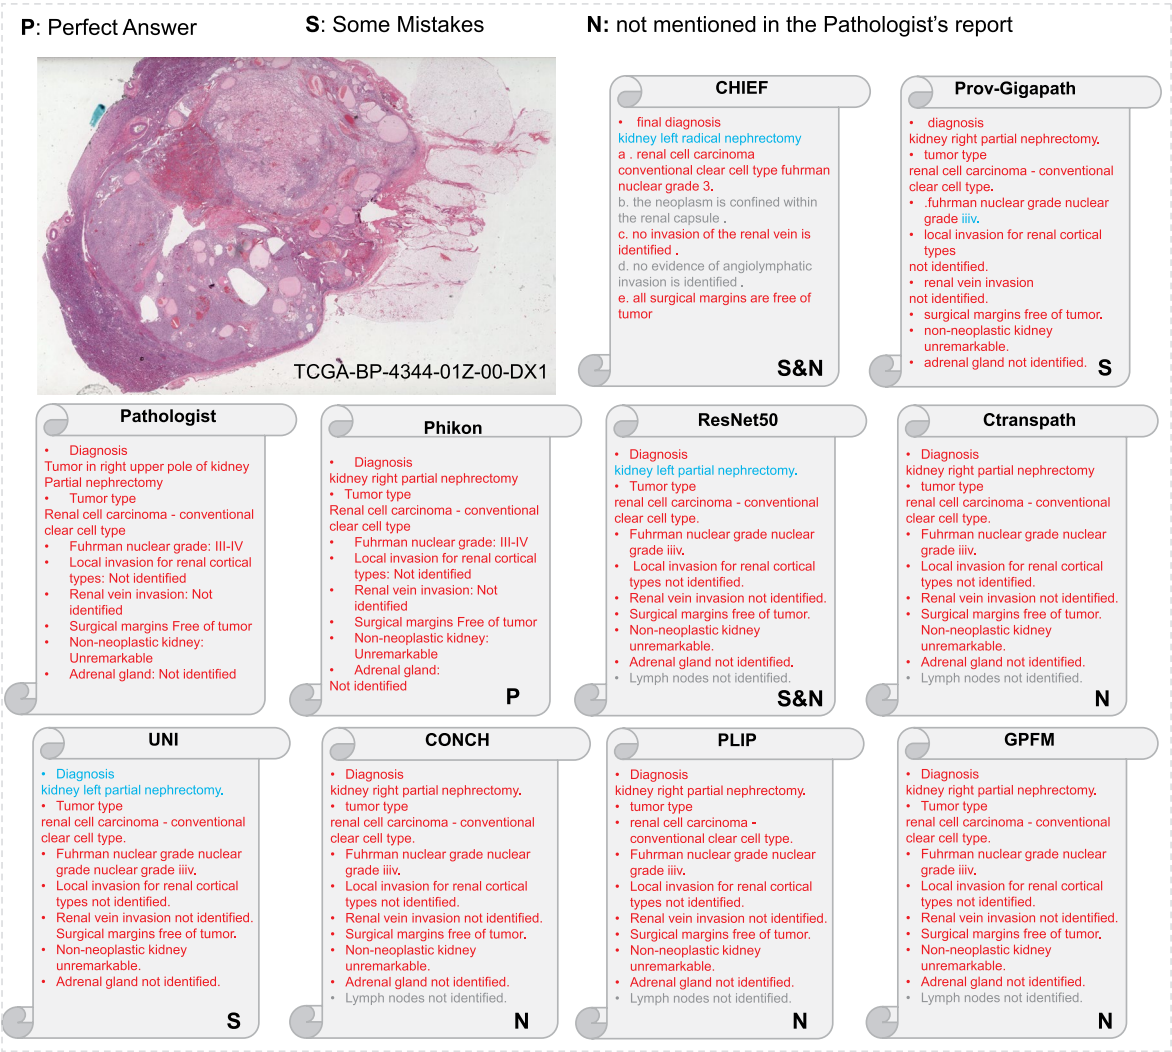 P: Perfect Answer
S: Some Mistakes
N: not mentioned in the Pathologist's report
TCGA-BP-4344-01Z-00-DX1
CHIEF
• final diagnosis
kidney left radical nephrectomy
a . renal cell carcinoma
conventional clear cell type fuhrman
nuclear grade 3.
b. the neoplasm is confined within
the renal capsule .
c. no invasion of the renal vein is
identified .
d. no evidence of angiolymphatic
invasion is identified .
e. all surgical margins are free of
tumor
S&N
Prov-Gigapath
• diagnosis
kidney right partial nephrectomy.
• tumor type
renal cell carcinoma - conventional
clear cell type.
• .fuhrman nuclear grade nuclear
grade iiiv.
• local invasion for renal cortical
types
not identified.
• renal vein invasion
not identified.
• surgical margins free of tumor.
• non-neoplastic kidney
unremarkable.
• adrenal gland not identified.
S
Pathologist
• Diagnosis
Tumor in right upper pole of kidney
Partial nephrectomy
• Tumor type
Renal cell carcinoma - conventional
clear cell type
• Fuhrman nuclear grade: III-IV
• Local invasion for renal cortical
types: Not identified
• Renal vein invasion: Not
identified
• Surgical margins Free of tumor
• Non-neoplastic kidney:
Unremarkable
• Adrenal gland: Not identified
Phikon
• Diagnosis
kidney right partial nephrectomy
• Tumor type
Renal cell carcinoma - conventional
clear cell type
• Fuhrman nuclear grade: III-IV
• Local invasion for renal cortical
types: Not identified
• Renal vein invasion: Not
identified
• Surgical margins Free of tumor
• Non-neoplastic kidney:
Unremarkable
• Adrenal gland:
Not identified
P
ResNet50
• Diagnosis
kidney left partial nephrectomy.
• Tumor type
renal cell carcinoma - conventional
clear cell type.
• Fuhrman nuclear grade nuclear
grade iiiv.
• Local invasion for renal cortical
types not identified.
• Renal vein invasion not identified.
• Surgical margins free of tumor.
• Non-neoplastic kidney
unremarkable.
• Adrenal gland not identified.
• Lymph nodes not identified.
S&N
Ctranspath
• Diagnosis
kidney right partial nephrectomy
• tumor type
renal cell carcinoma - conventional
clear cell type.
• Fuhrman nuclear grade nuclear
grade iiiv.
• Local invasion for renal cortical
types not identified.
• Renal vein invasion not identified.
• Surgical margins free of tumor.
Non-neoplastic kidney
unremarkable.
• Adrenal gland not identified.
• Lymph nodes not identified.
N
UNI
• Diagnosis
kidney left partial nephrectomy.
• Tumor type
renal cell carcinoma - conventional
clear cell type.
• Fuhrman nuclear grade nuclear
nuclear grade iiiv.
• Local invasion for renal cortical
types not identified.
• Renal vein invasion not identified.
Surgical margins free of tumor.
• Non-neoplastic kidney
unremarkable.
• Adrenal gland not identified.
S
CONCH
• Diagnosis
kidney right partial nephrectomy.
• tumor type
renal cell carcinoma - conventional
clear cell type.
• Fuhrman nuclear grade nuclear
grade iiiv.
• Local invasion for renal cortical
types not identified.
• Renal vein invasion not identified.
• Surgical margins free of tumor.
• Non-neoplastic kidney
unremarkable.
• Adrenal gland not identified.
• Lymph nodes not identified.
N
PLIP
• Diagnosis
kidney right partial nephrectomy.
• tumor type
• renal cell carcinoma -
conventional clear cell type.
• Fuhrman nuclear grade nuclear
grade iiiv.
• Local invasion for renal cortical
types not identified.
• Renal vein invasion not identified.
• Surgical margins free of tumor.
• Non-neoplastic kidney
unremarkable.
• Adrenal gland not identified.
• Lymph nodes not identified.
N
GPFM
• Diagnosis
kidney right partial nephrectomy.
• Tumor type
renal cell carcinoma - conventional
clear cell type.
• Fuhrman nuclear grade nuclear
grade iiiv.
• Local invasion for renal cortical
types not identified.
• Renal vein invasion not identified.
• Surgical margins free of tumor.
• Non-neoplastic kidney
unremarkable.
• Adrenal gland not identified.
• Lymph nodes not identified.
N